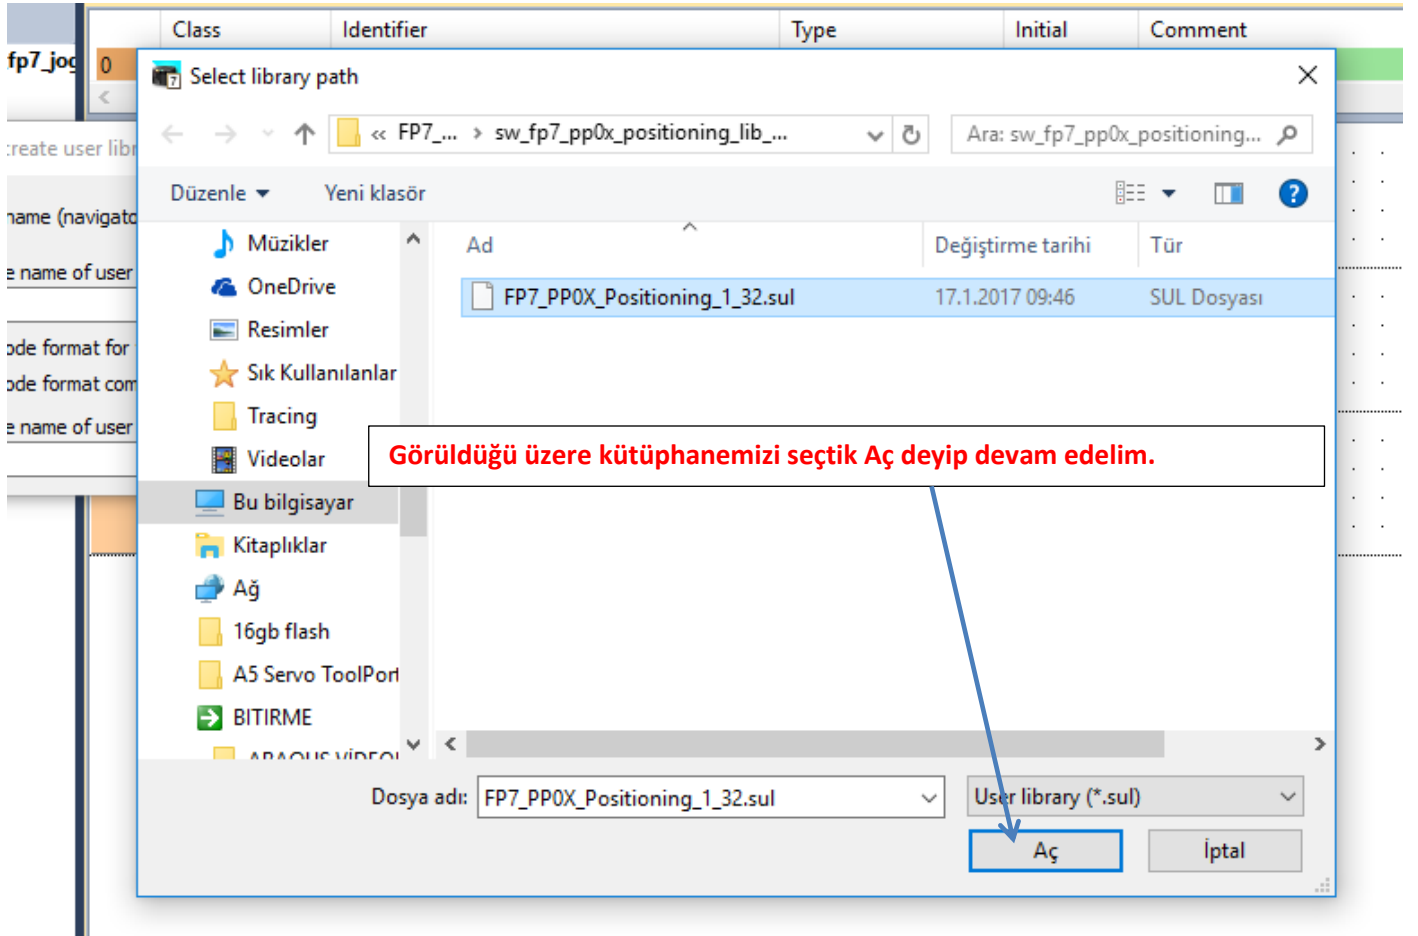 Class Identifier Type Initial Comment
fp7_jog 0
Select library path
« FP7_... > sw_fp7_pp0x_positioning_lib_... Ara: sw_fp7_pp0x_positioning...
create user libr
Düzenle Yeni klasör
name (navigato
Müzikler Ad Değiştirme tarihi Tür
e name of user
OneDrive FP7_PP0X_Positioning_1_32.sul 17.1.2017 09:46 SUL Dosyası
Resimler
ode format for
Sık Kullanılanlar
ode format com
Tracing
e name of user
Videolar
Görüldüğü üzere kütüphanemizi seçtik Aç deyip devam edelim.
Bu bilgisayar
Kitaplıklar
Ağ
16gb flash
A5 Servo ToolPort
BITIRME
Dosya adı: FP7_PP0X_Positioning_1_32.sul User library (*.sul)
Aç İptal